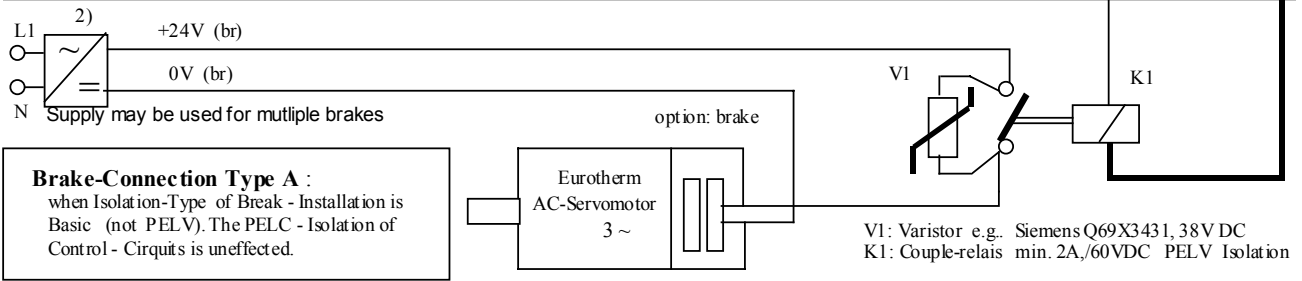 2)
L1
+24V (br)
~
0V (br)
=
V1
K1
N
Supply may be used for mutliple brakes
option: brake
Brake-Connection Type A :
when Isolation-Type of Break - Installation is
Basic (not PELV). The PELC - Isolation of
Control - Cirquits is uneffected.
Eurotherm
AC-Servomotor
3 ~
V1: Varistor e.g.. Siemens Q69X3431, 38V DC
K1: Couple-relais min. 2A,/60VDC PELV Isolation